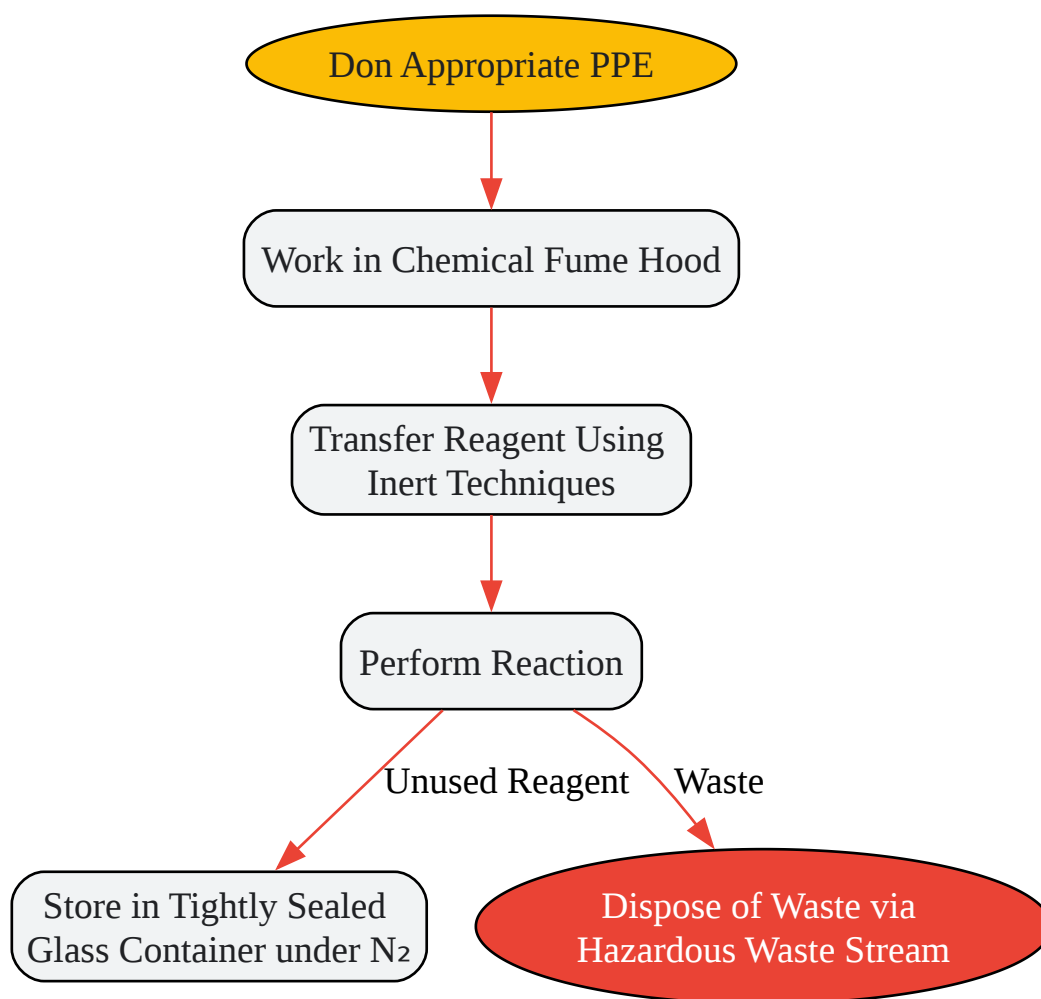 Don Appropriate PPE
Work in Chemical Fume Hood
Transfer Reagent Using
Inert Techniques
Perform Reaction
Unused Reagent
Waste
Store in Tightly Sealed
Glass Container under N₂
Dispose of Waste via
Hazardous Waste Stream